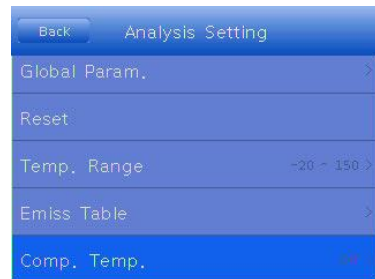 Back
Analysis Setting
Global Param. >
Reset
Temp. Range -20 ~ 150 >
Emiss Table >
Comp. Temp.